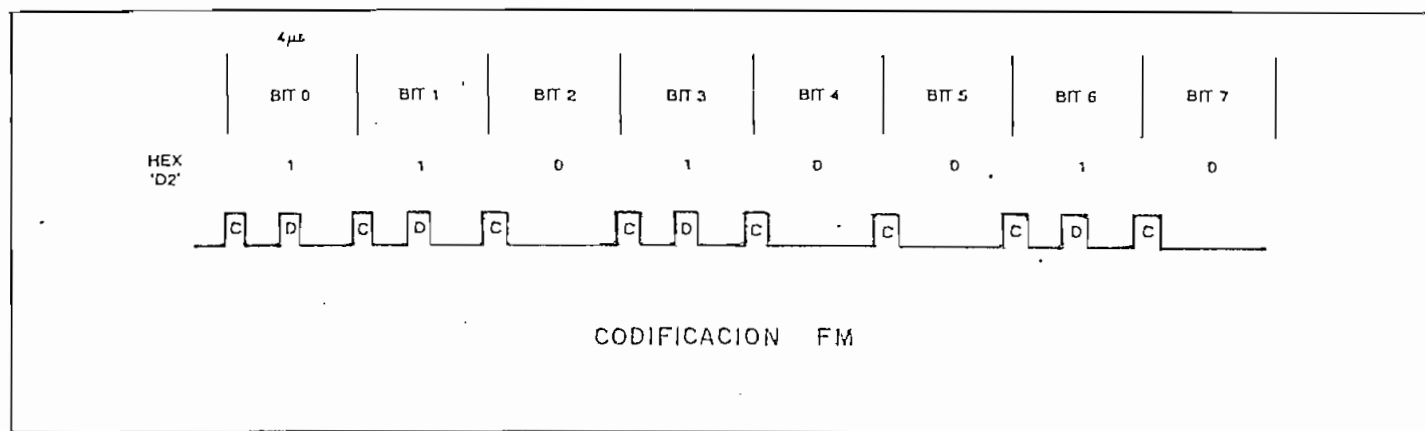 4µs
BIT 0 BIT 1 BIT 2 BIT 3 BIT 4 BIT 5 BIT 6 BIT 7
HEX
'D2'
1 1 0 1 0 0 1 0
C D C D C C D C C C D C
CODIFICACION FM